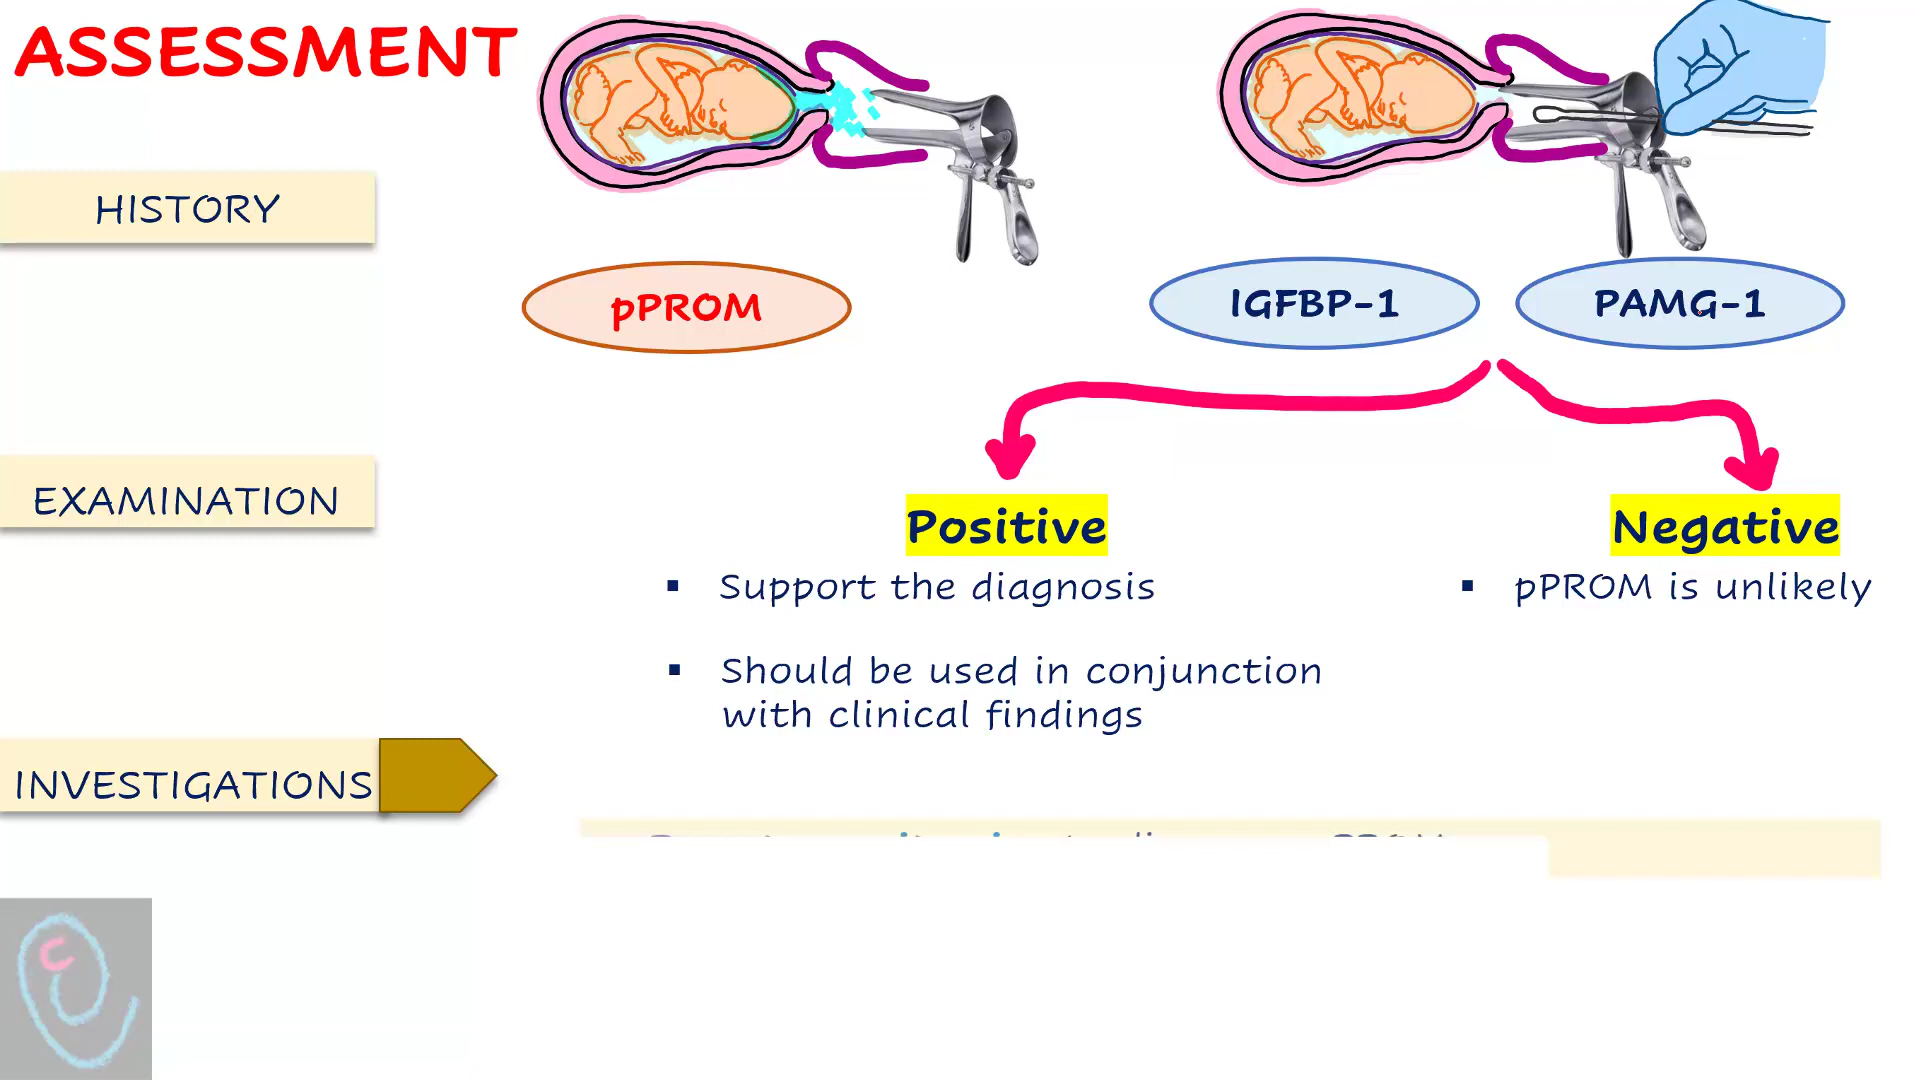 ASSESSMENT
HISTORY
EXAMINATION
INVESTIGATIONS
pPROM
IGFBP-1
PAMG-1
Positive
▪ Support the diagnosis
▪ Should be used in conjunction
with clinical findings
Negative
▪ pPROM is unlikely